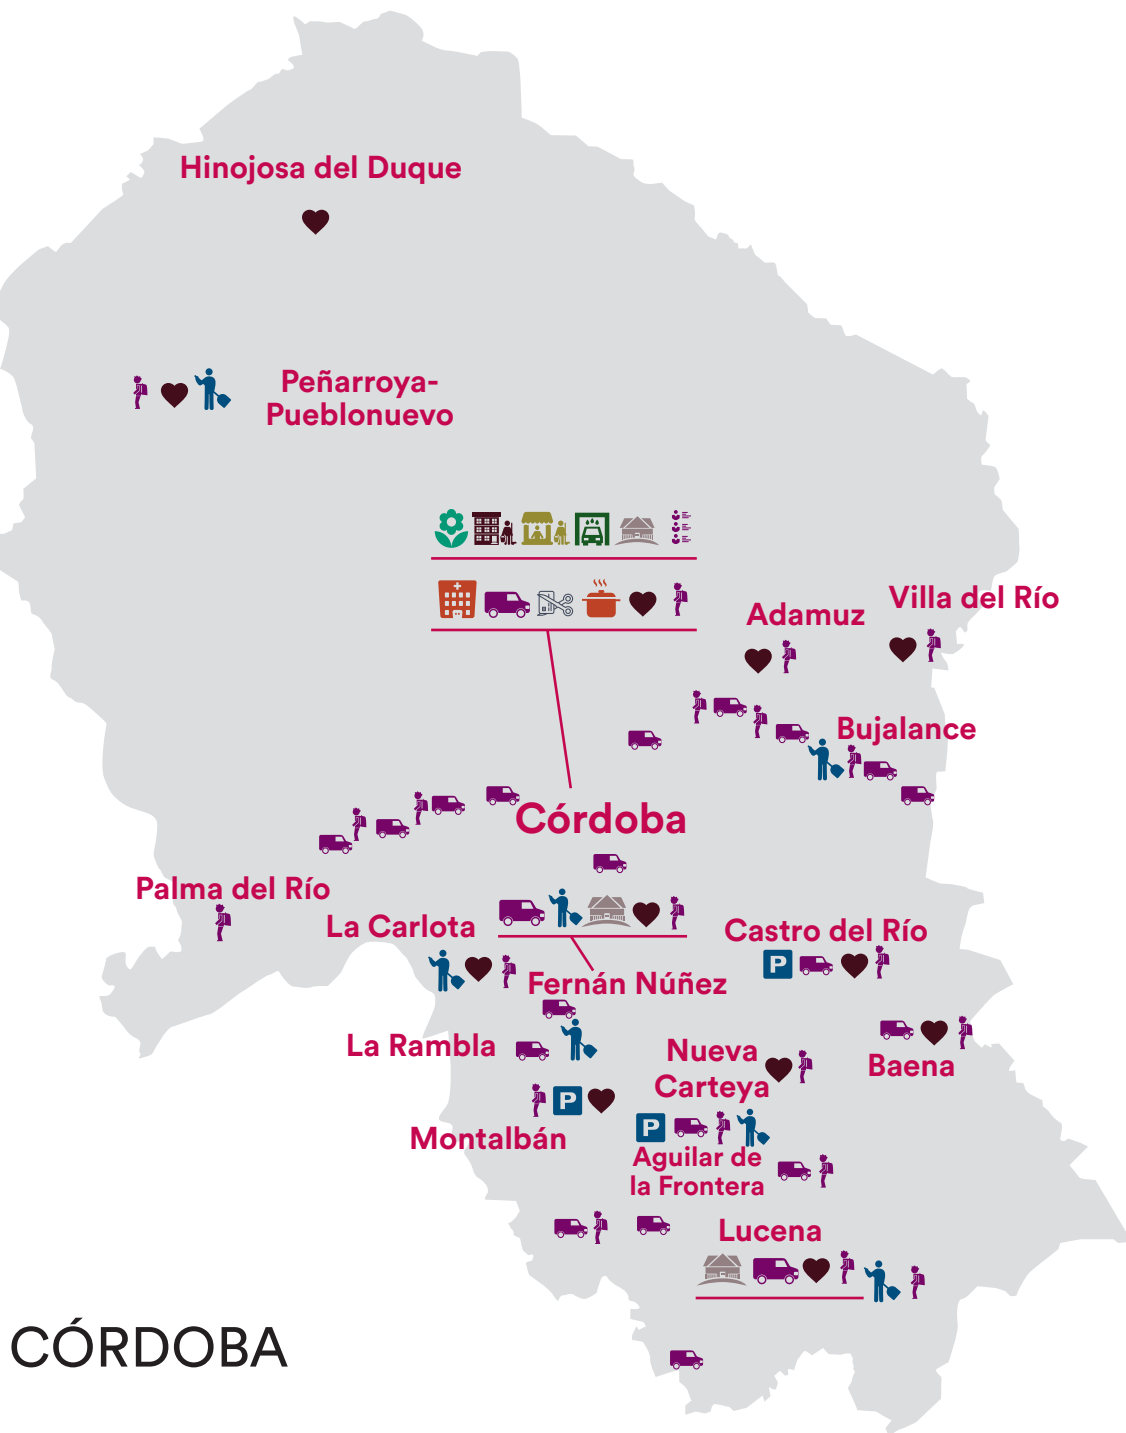 Hinojosa del Duque
Peñarroya-
Pueblonuevo
Villa del Río
Adamuz
Bujalance
Córdoba
Palma del Río
La Carlota
Castro del Río
P
Fernán Núñez
La Rambla
Nueva
Carteya
Baena
P
Montalbán
P
Aguilar de
la Frontera
Lucena
CÓRDOBA